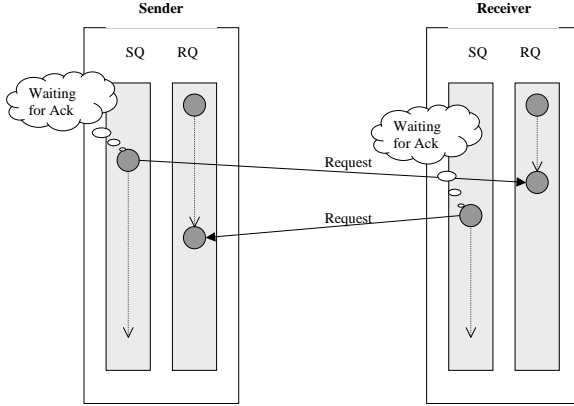 Sender
Receiver
SQ
RQ
SQ
RQ
Waiting
for Ack
Waiting
for Ack
Request
Request